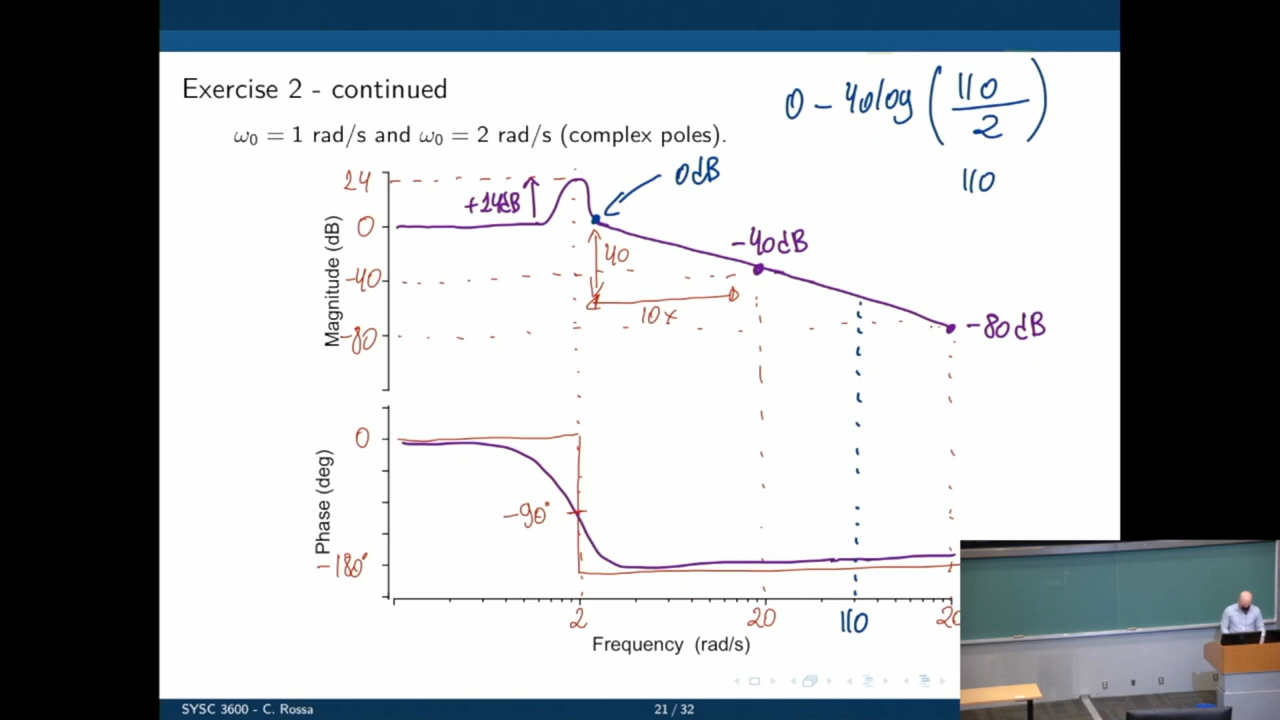 Exercise 2 - continued
0 - 40log (110/2)
ω₀ = 1 rad/s and ω₀ = 2 rad/s (complex poles).
110
0dB
24
+24dB
0
-40dB
40
-40
10x
-80dB
-80
Magnitude (dB)
0
-90°
-180°
Phase (deg)
2
20
110
20
Frequency (rad/s)
SYSC 3600 - C. Rossa
21 / 32